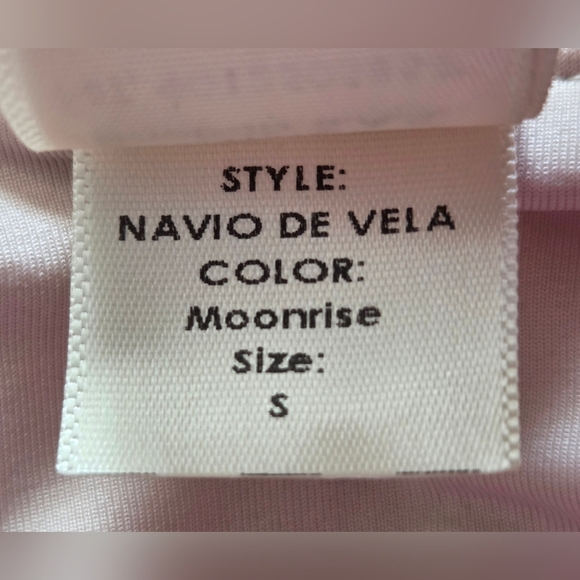 STYLE:
NAVIO DE VELA
COLOR:
Moonrise
Size:
S